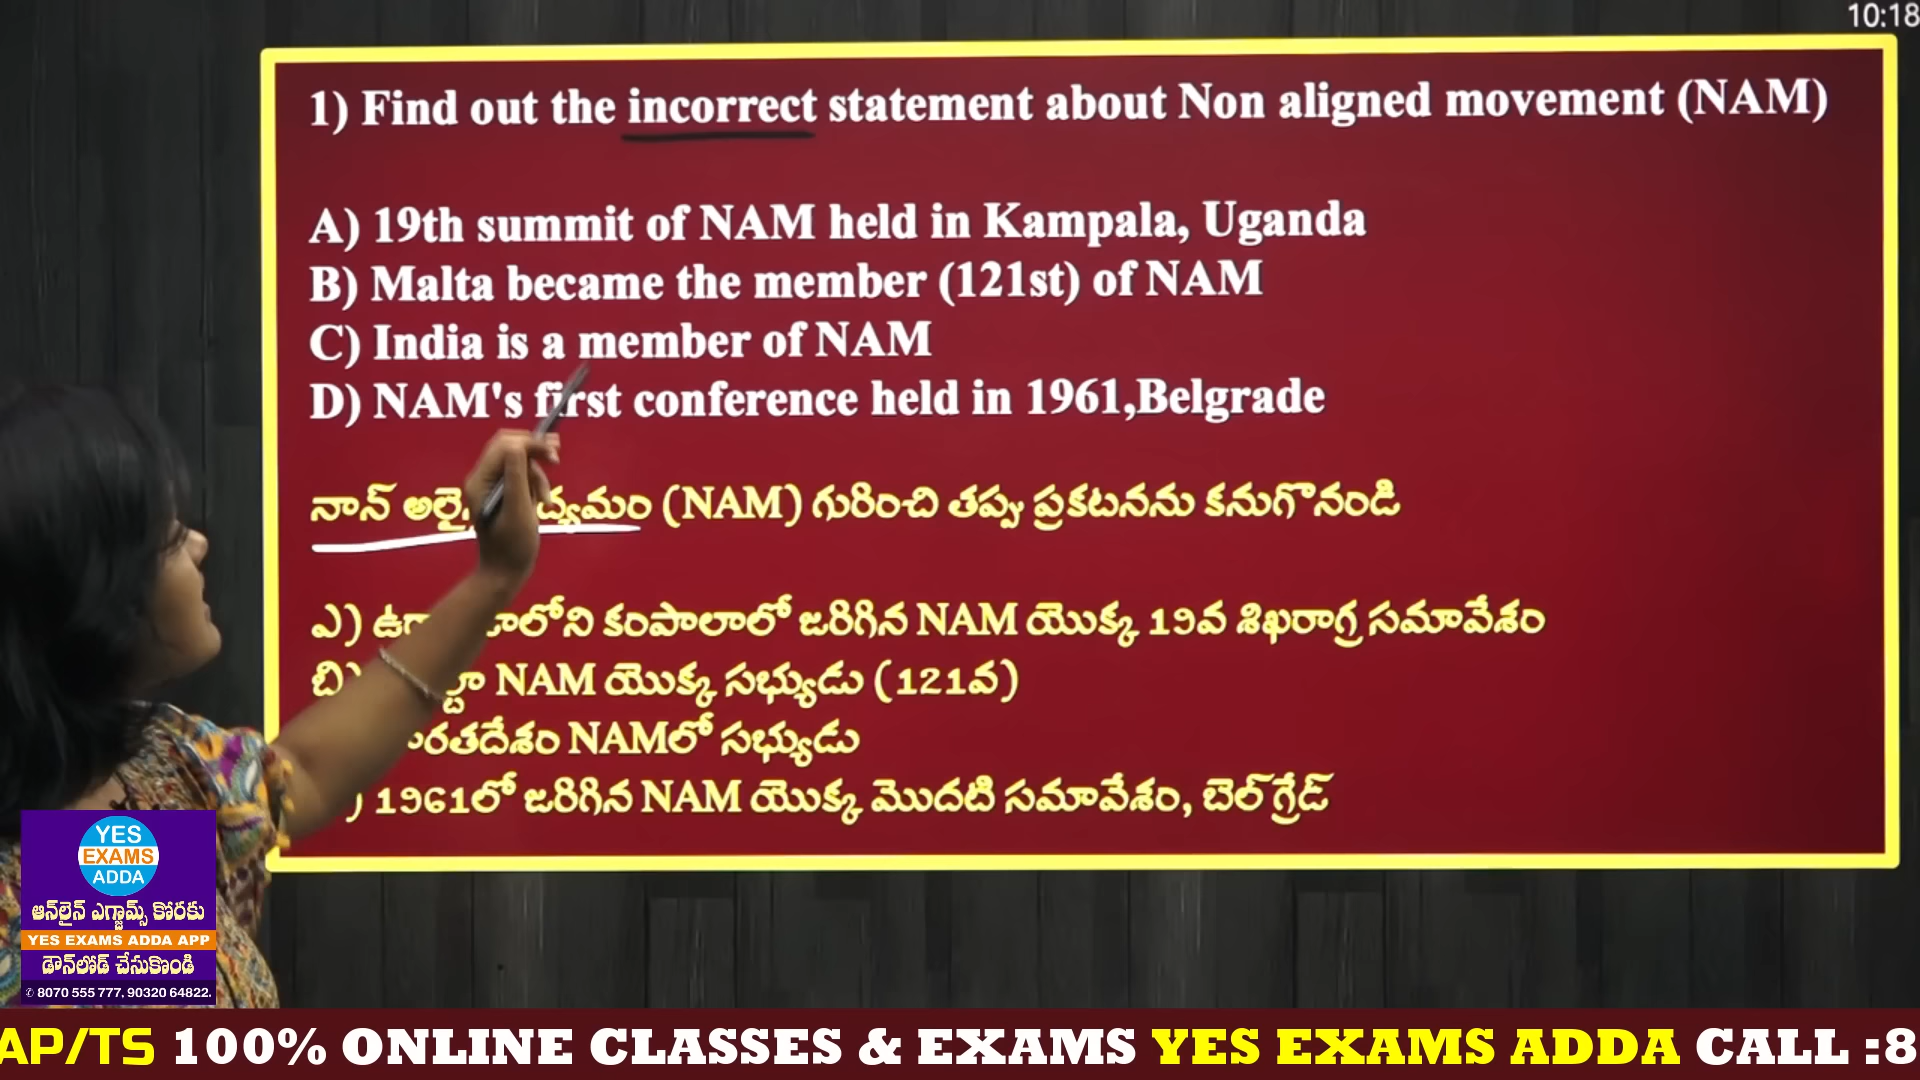 10:18
1) Find out the incorrect statement about Non aligned movement (NAM)
A) 19th summit of NAM held in Kampala, Uganda
B) Malta became the member (121st) of NAM
C) India is a member of NAM
D) NAM's first conference held in 1961,Belgrade
నాన్ (NAM) గురించి తప్పు ప్రకటనను కనుగొనండి
ఎ) కంపాలాలో జరిగిన NAM యొక్క 19వ శిఖరాగ్ర సమావేశం
బి) NAM యొక్క సభ్యుడు (121వ)
NAMలో సభ్యుడు
) 1961లో జరిగిన NAM యొక్క మొదటి సమావేశం, బెల్‌గ్రేడ్
YES
EXAMS
ADDA
ఆన్‌లైన్ ఎగ్జామ్స్ కోరకు
YES EXAMS ADDA APP
డౌన్‌లోడ్ చేసుకొండి
✆ 8070 555 777, 90320 64822.
AP/TS 100% ONLINE CLASSES & EXAMS YES EXAMS ADDA CALL :8